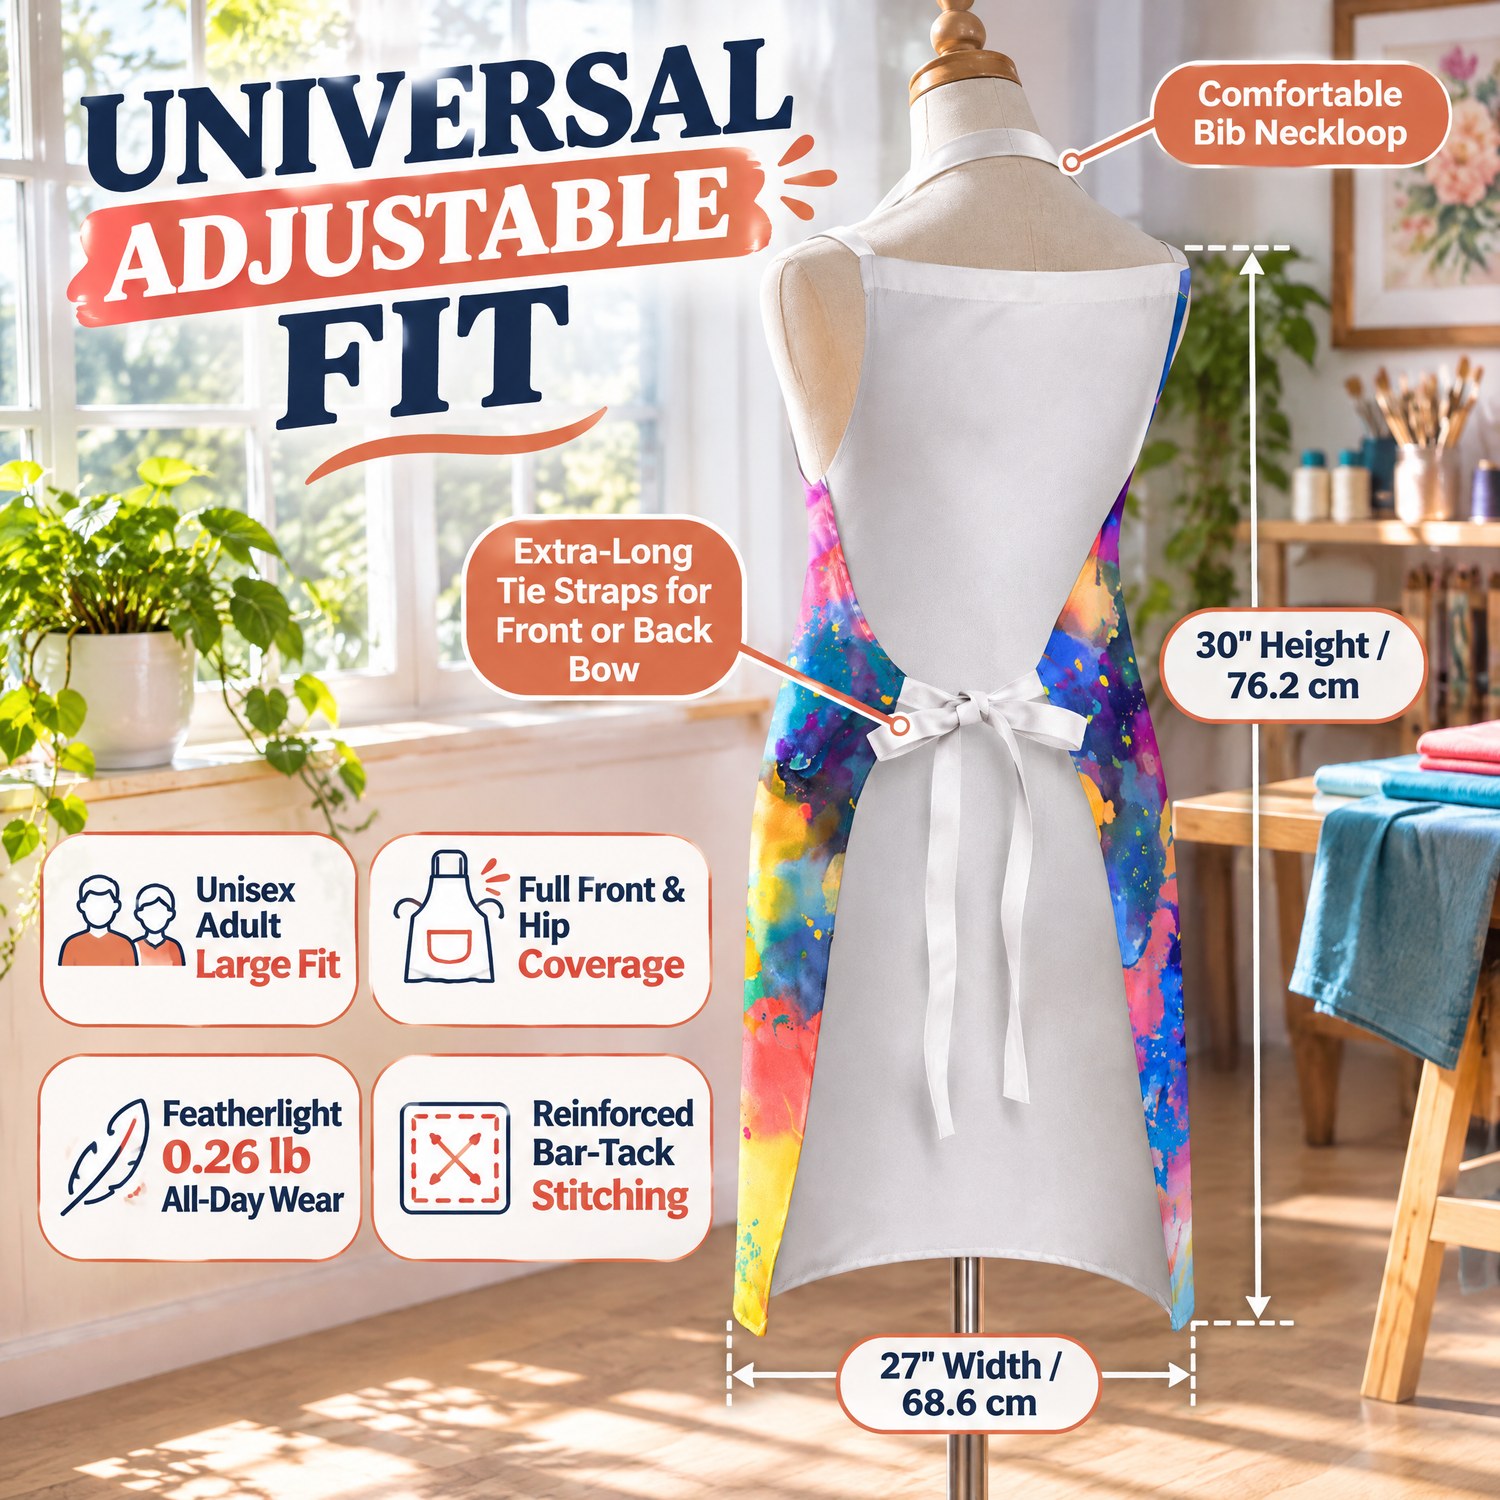 UNIVERSAL
ADJUSTABLE
FIT
Comfortable
Bib Neckloop
Extra-Long
Tie Straps for
Front or Back
Bow
30" Height /
76.2 cm
Unisex
Adult
Large Fit
Full Front &
Hip
Coverage
Featherlight
0.26 lb
All-Day Wear
Reinforced
Bar-Tack
Stitching
27" Width /
68.6 cm